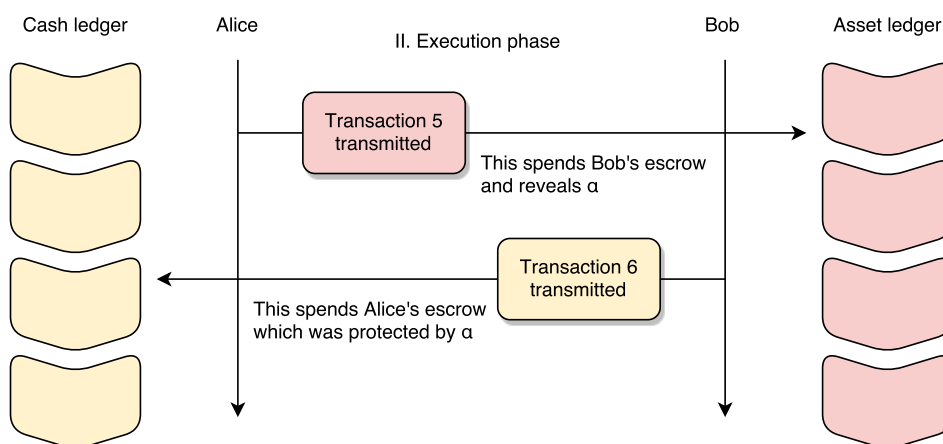 Cash ledger
Alice
II. Execution phase
Bob
Asset ledger
Transaction 5
transmitted
This spends Bob's escrow
and reveals α
Transaction 6
transmitted
This spends Alice's escrow
which was protected by α